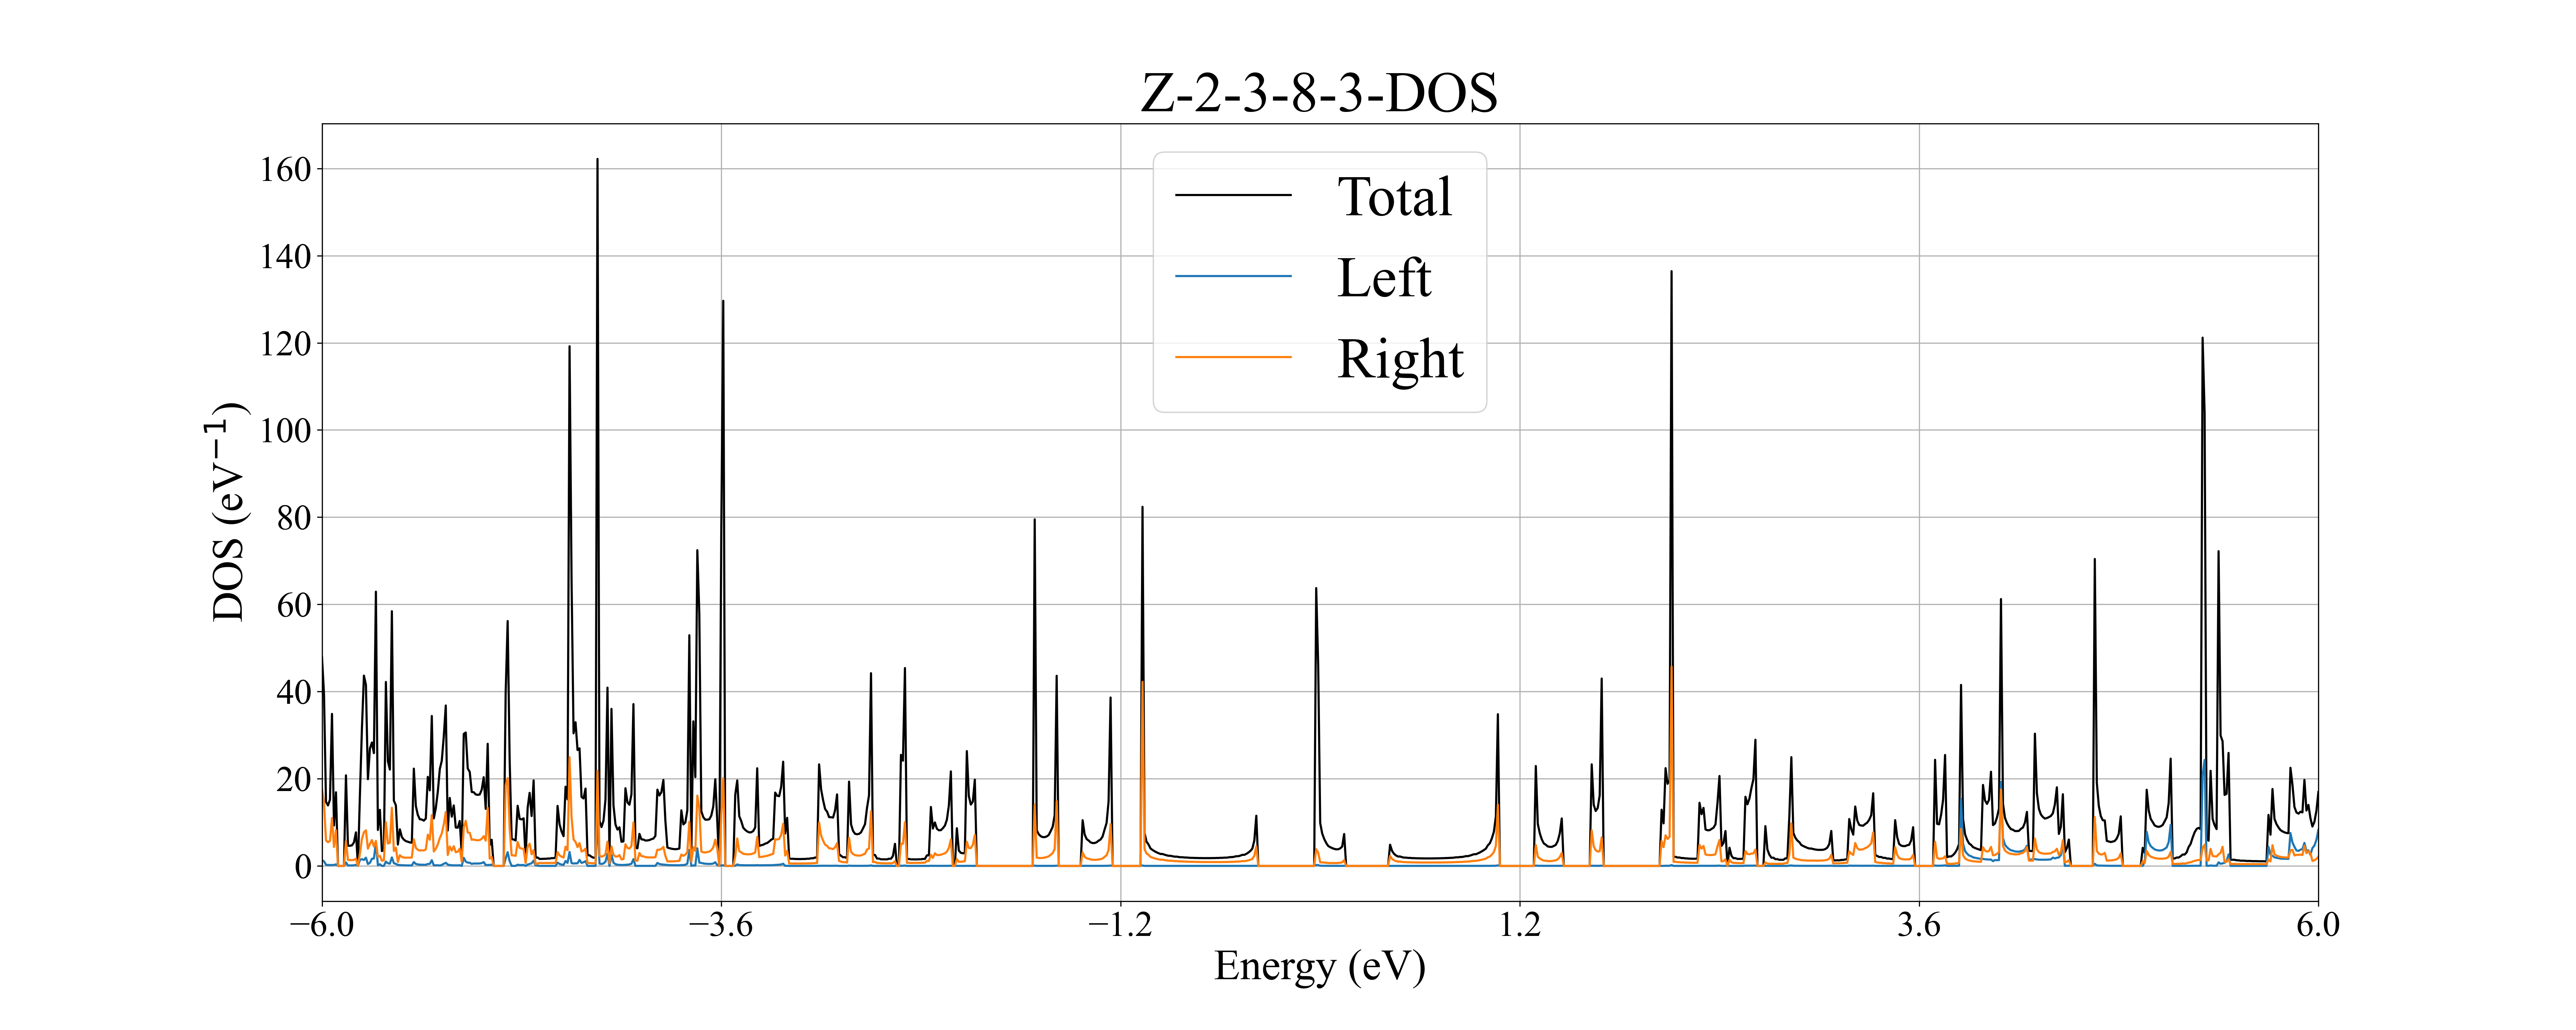 Z-2-3-8-3-DOS
Total
Left
Right
DOS (eV⁻¹)
160
140
120
100
80
60
40
20
0
−6.0 −3.6 −1.2 1.2 3.6 6.0
Energy (eV)